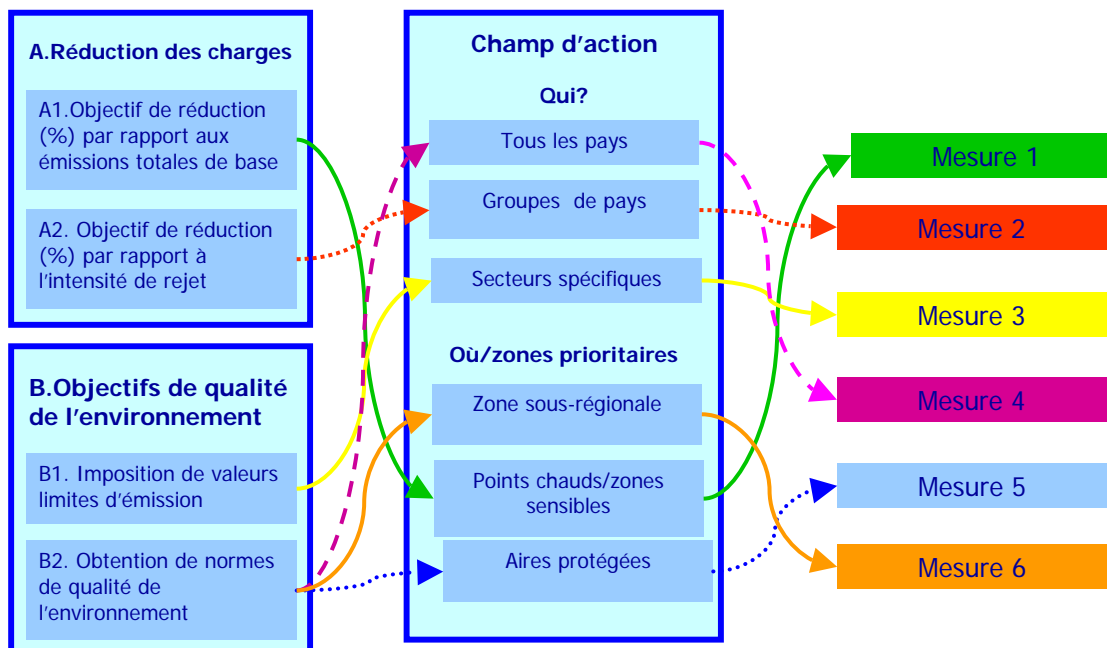 A.Réduction des charges
A1.Objectif de réduction
(%) par rapport aux
émissions totales de base
A2. Objectif de réduction
(%) par rapport à
l'intensité de rejet
B.Objectifs de qualité
de l'environnement
B1. Imposition de valeurs
limites d'émission
B2. Obtention de normes
de qualité de
l'environnement
Champ d'action
Qui?
Tous les pays
Groupes de pays
Secteurs spécifiques
Où/zones prioritaires
Zone sous-régionale
Points chauds/zones
sensibles
Aires protégées
Mesure 1
Mesure 2
Mesure 3
Mesure 4
Mesure 5
Mesure 6